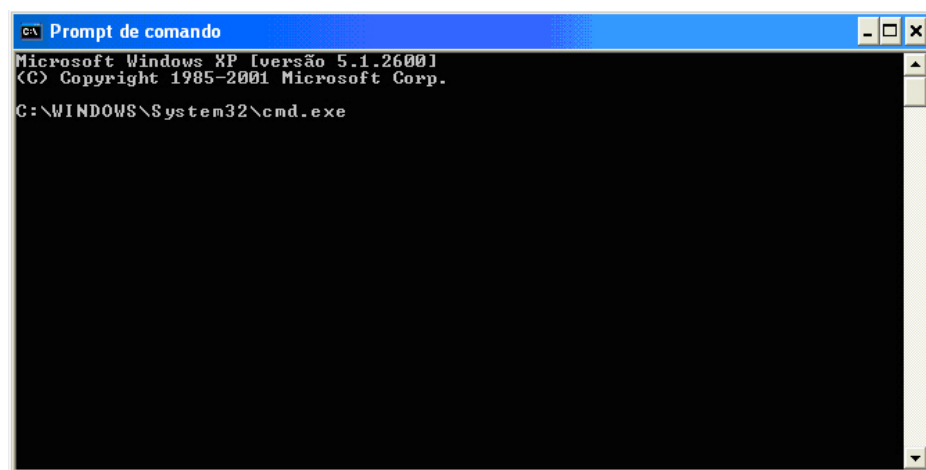 Prompt de comando
Microsoft Windows XP [versão 5.1.2600]
(C) Copyright 1985-2001 Microsoft Corp.
C:\WINDOWS\System32\cmd.exe